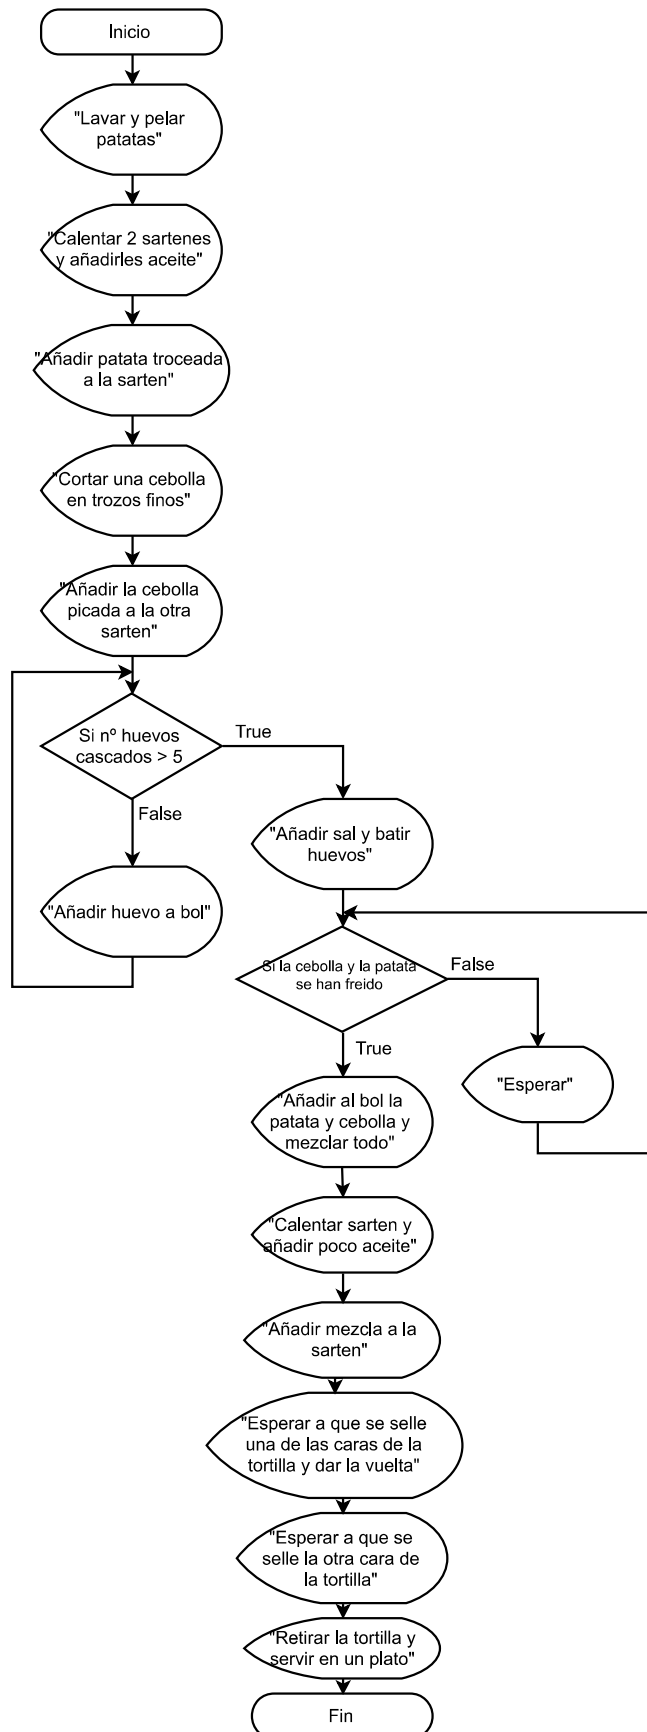 Inicio
"Lavar y pelar
patatas"
"Calentar 2 sartenes
y añadirles aceite"
"Añadir patata troceada
a la sarten"
"Cortar una cebolla
en trozos finos"
"Añadir la cebolla
picada a la otra
sarten"
Si nº huevos
cascados > 5
True
False
"Añadir huevo a bol"
"Añadir sal y batir
huevos"
Si la cebolla y la patata
se han freido
False
True
"Esperar"
"Añadir al bol la
patata y cebolla y
mezclar todo"
"Calentar sarten y
añadir poco aceite"
"Añadir mezcla a la
sarten"
"Esperar a que se selle
una de las caras de la
tortilla y dar la vuelta"
"Esperar a que se
selle la otra cara de
la tortilla"
"Retirar la tortilla y
servir en un plato"
Fin